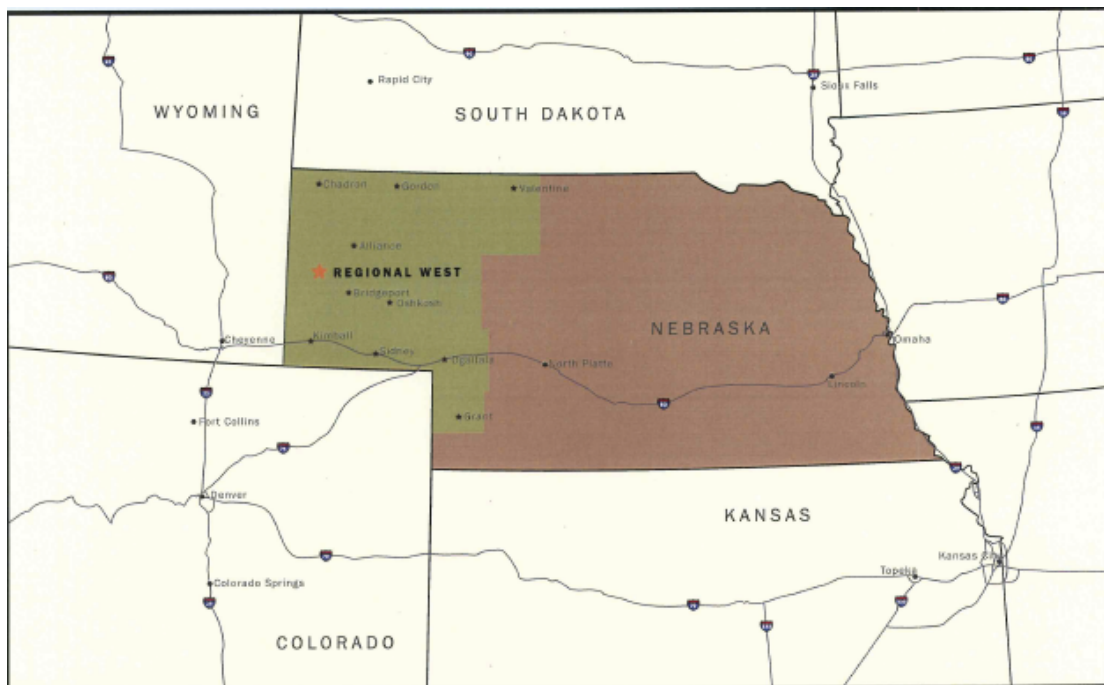 Rapid City
Sioux Falls
WYOMING
SOUTH DAKOTA
Chadron
Gordon
Valentine
Alliance
REGIONAL WEST
Bridgeport
Oshkosh
NEBRASKA
Cheyenne
Kimball
Omaha
Sidney
Ogallala
North Platte
Lincoln
Grant
Fort Collins
Denver
KANSAS
Kansas City
Topeka
Colorado Springs
COLORADO